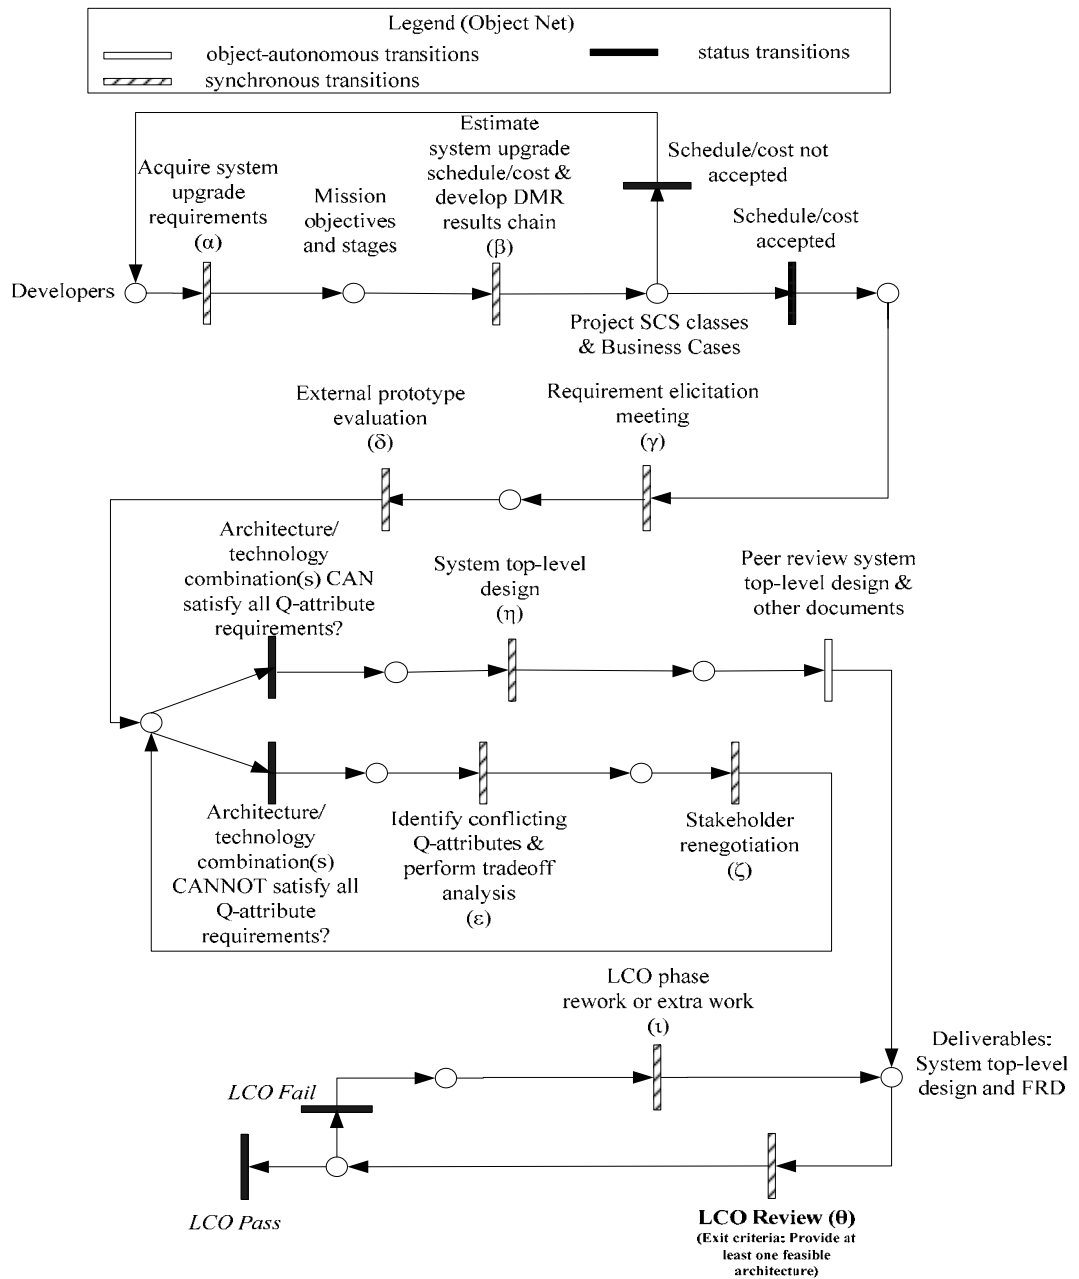 Legend (Object Net)
object-autonomous transitions
status transitions
synchronous transitions
Estimate
system upgrade
schedule/cost &
develop DMR
results chain
(β)
Schedule/cost not
accepted
Acquire system
upgrade
requirements
(α)
Mission
objectives
and stages
Schedule/cost
accepted
Developers
Project SCS classes
& Business Cases
External prototype
evaluation
(δ)
Requirement elicitation
meeting
(γ)
Architecture/
technology
combination(s) CAN
satisfy all Q-attribute
requirements?
System top-level
design
(η)
Peer review system
top-level design &
other documents
Architecture/
technology
combination(s)
CANNOT satisfy all
Q-attribute
requirements?
Identify conflicting
Q-attributes &
perform tradeoff
analysis
(ε)
Stakeholder
renegotiation
(ζ)
LCO phase
rework or extra work
(ι)
Deliverables:
System top-level
design and FRD
LCO Fail
LCO Pass
LCO Review (θ)
(Exit criteria: Provide at
least one feasible
architecture)